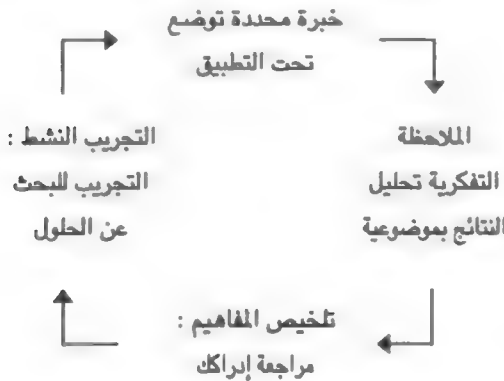 خبرة محددة توضع
تحت التطبيق
الملاحظة
التفكرية تحليل
النتائج بموضوعية
تلخيص المفاهيم :
مراجعة إدراكك
التجريب النشط :
التجريب للبحث
عن الحلول